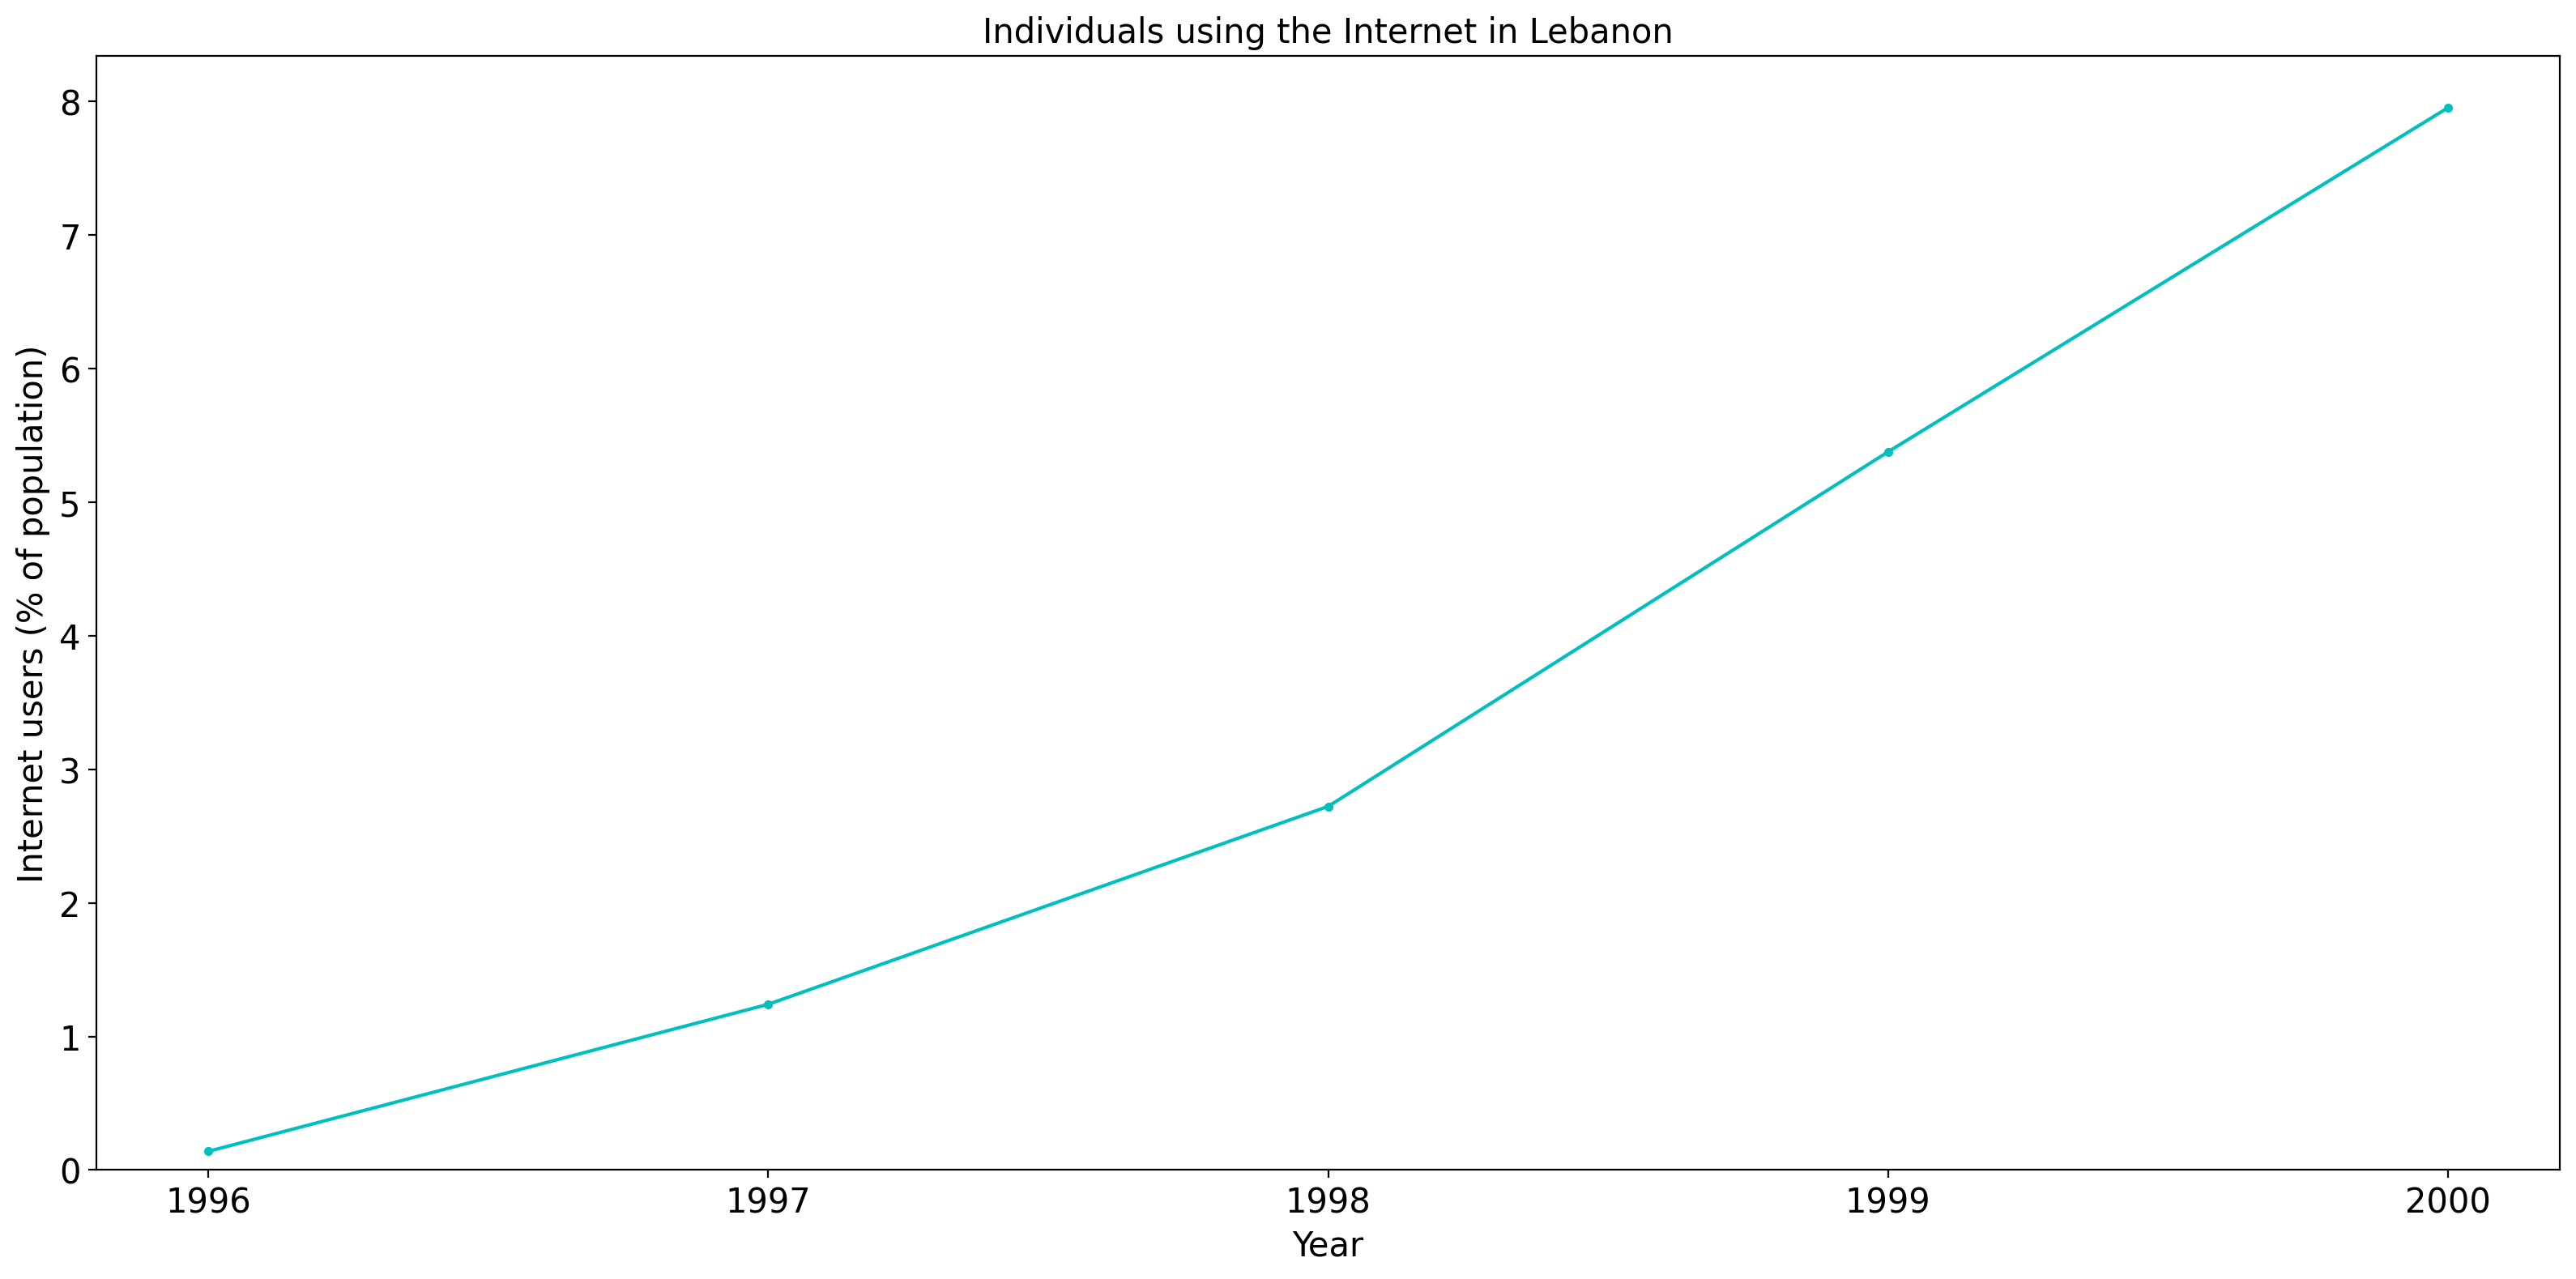 Individuals using the Internet in Lebanon
Internet users (% of population)
8
7
6
5
4
3
2
1
0
1996 1997 1998 1999 2000
Year